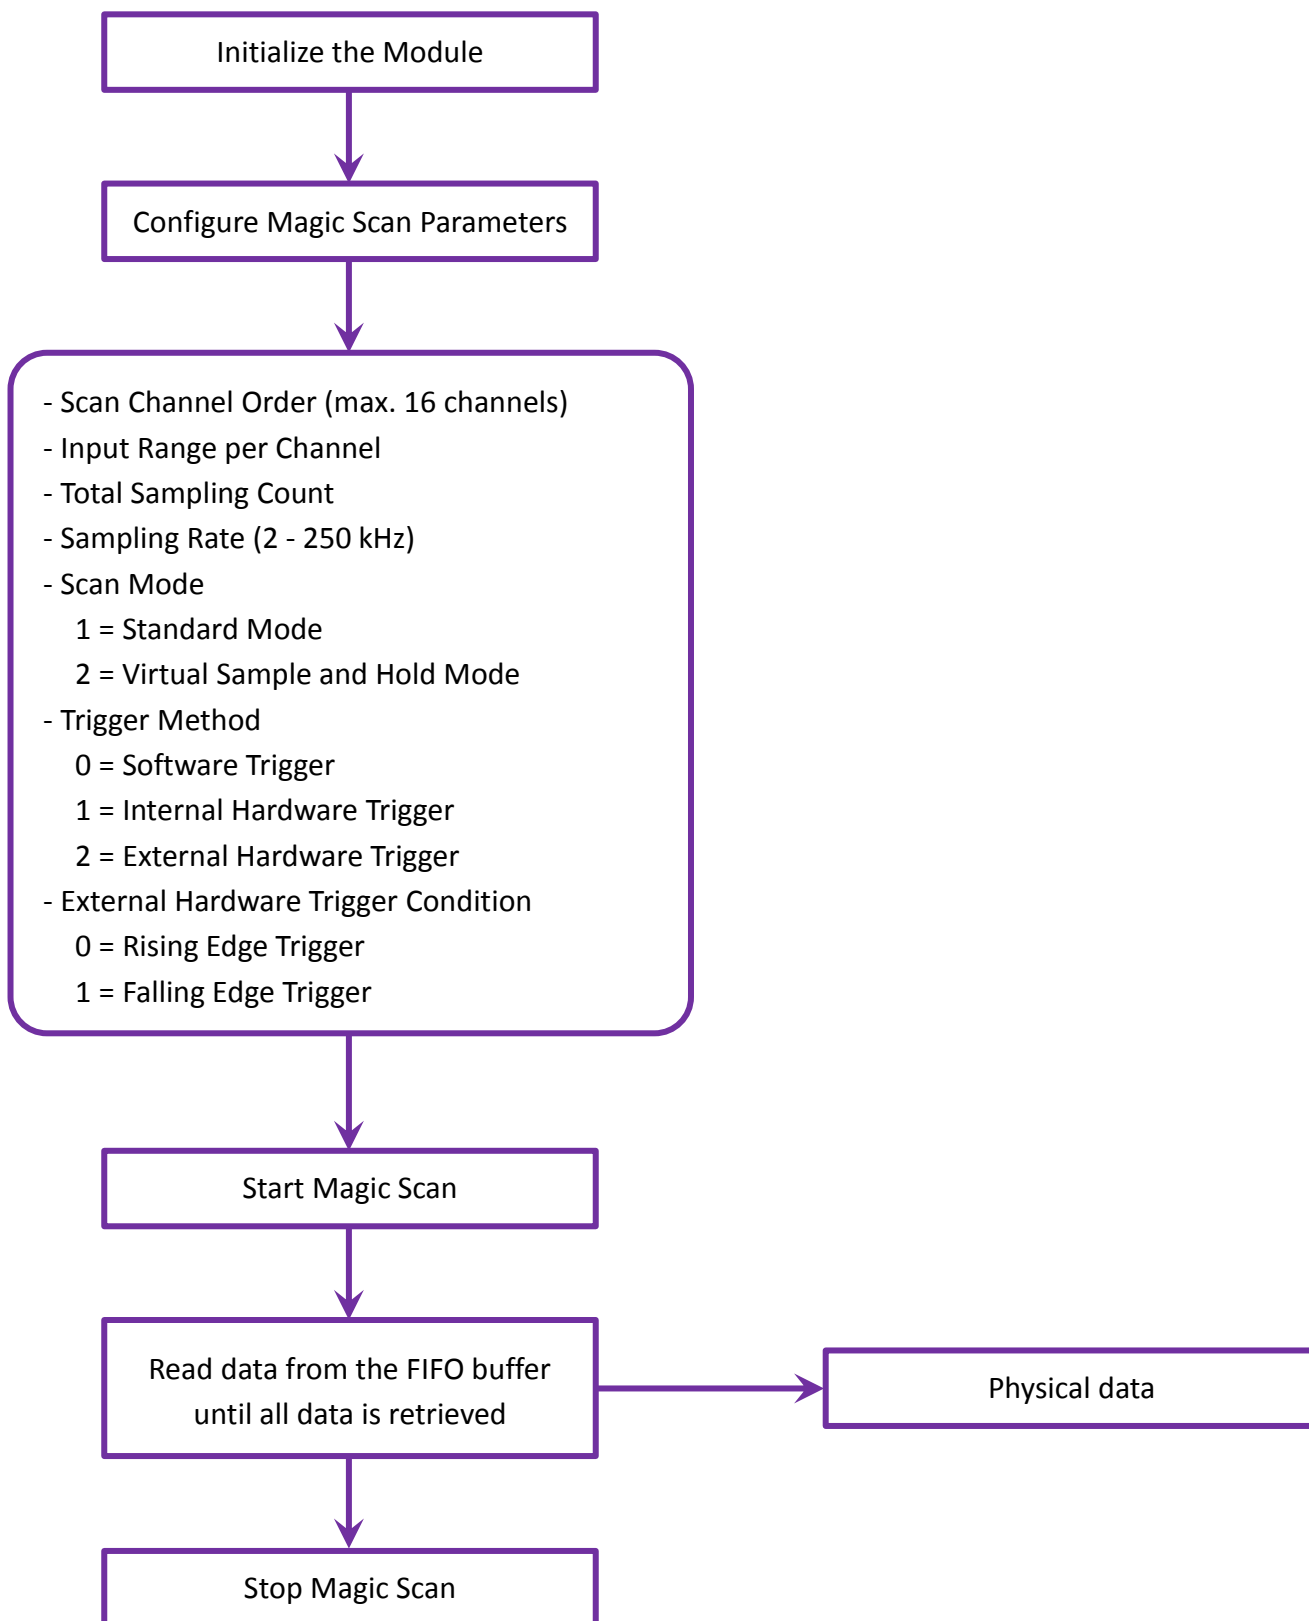 Initialize the Module
Configure Magic Scan Parameters
- Scan Channel Order (max. 16 channels)
- Input Range per Channel
- Total Sampling Count
- Sampling Rate (2 - 250 kHz)
- Scan Mode
1 = Standard Mode
2 = Virtual Sample and Hold Mode
- Trigger Method
0 = Software Trigger
1 = Internal Hardware Trigger
2 = External Hardware Trigger
- External Hardware Trigger Condition
0 = Rising Edge Trigger
1 = Falling Edge Trigger
Start Magic Scan
Read data from the FIFO buffer
until all data is retrieved
Physical data
Stop Magic Scan